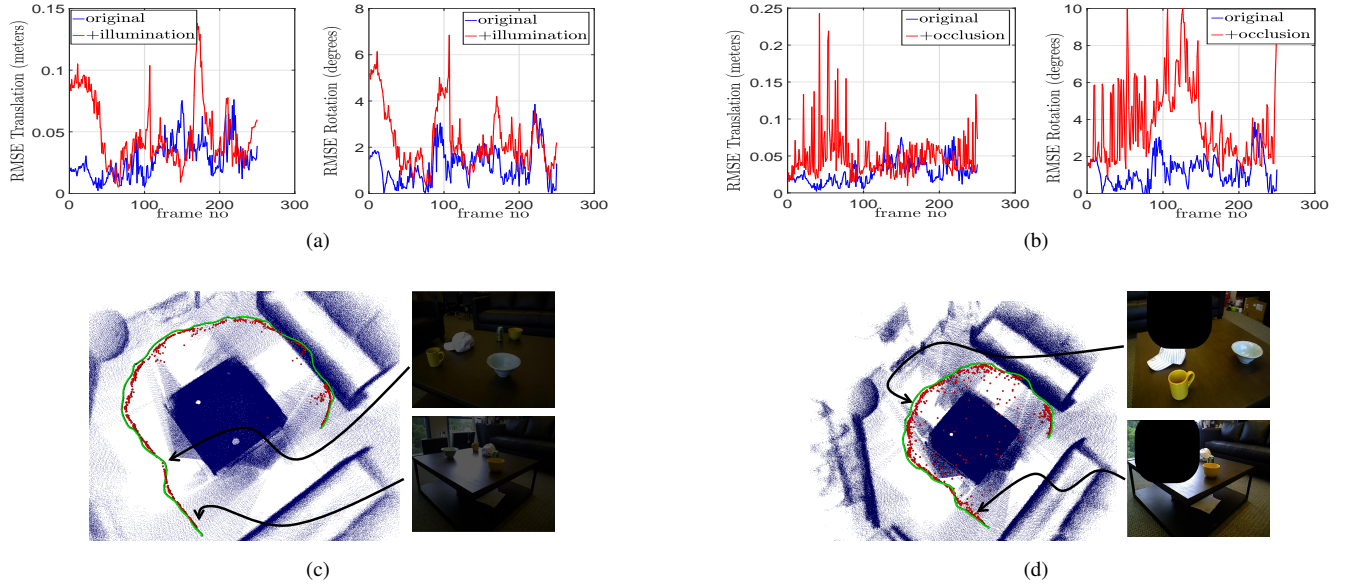 RMSE Translation (meters)
0.15
0.1
0.05
0
original
+illumination
0
100
200
300
frame no
RMSE Rotation (degrees)
8
6
4
2
0
original
+illumination
0
100
200
300
frame no
(a)
RMSE Translation (meters)
0.25
0.2
0.15
0.1
0.05
0
original
+occlusion
0
100
200
300
frame no
RMSE Rotation (degrees)
10
8
6
4
2
0
original
+occlusion
0
100
200
300
frame no
(b)
(c)
(d)